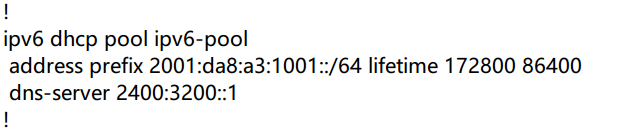 !
ipv6 dhcp pool ipv6-pool
address prefix 2001:da8:a3:1001::/64 lifetime 172800 86400
dns-server 2400:3200::1
!